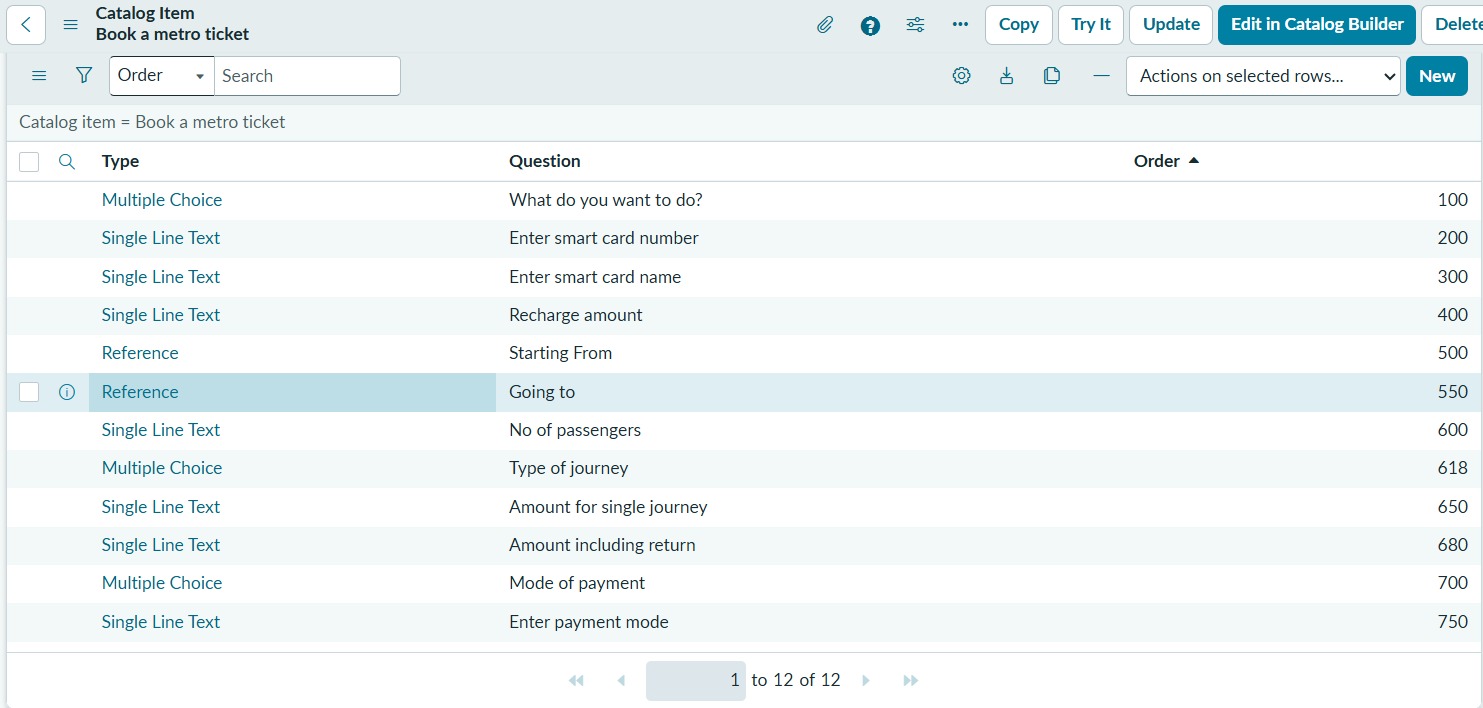 Catalog Item
Book a metro ticket
Copy Try It Update Edit in Catalog Builder Delete
Order Search Actions on selected rows... New
Catalog item = Book a metro ticket
Type Question Order
Multiple Choice What do you want to do? 100
Single Line Text Enter smart card number 200
Single Line Text Enter smart card name 300
Single Line Text Recharge amount 400
Reference Starting From 500
Reference Going to 550
Single Line Text No of passengers 600
Multiple Choice Type of journey 618
Single Line Text Amount for single journey 650
Single Line Text Amount including return 680
Multiple Choice Mode of payment 700
Single Line Text Enter payment mode 750
1 to 12 of 12